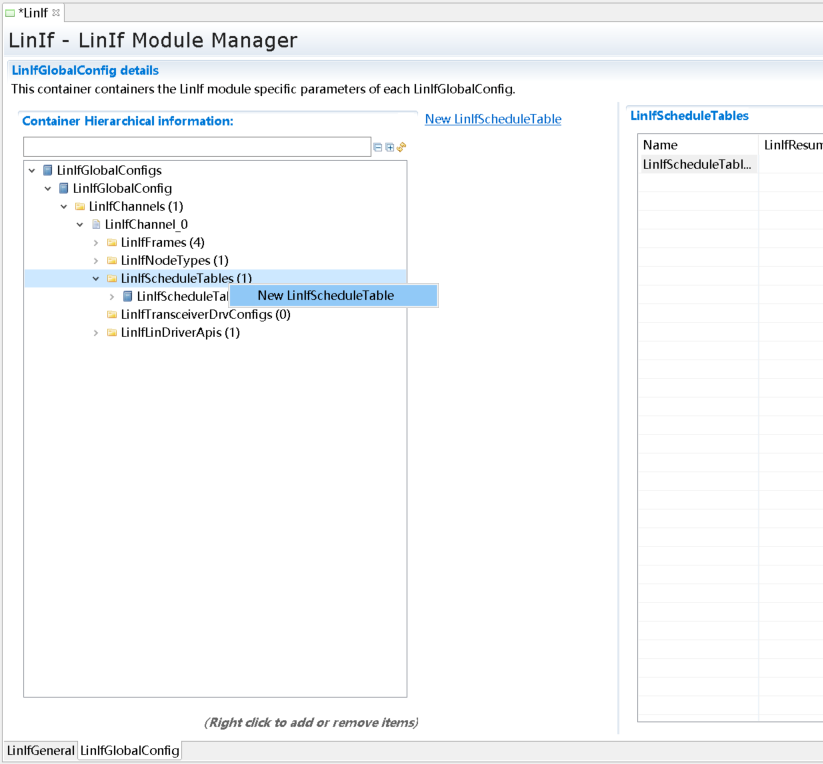 *LinIf
LinIf - LinIf Module Manager
LinIfGlobalConfig details
This container containers the LinIf module specific parameters of each LinIfGlobalConfig.
Container Hierarchical information:
New LinIfScheduleTable
LinIfGlobalConfigs
LinIfGlobalConfig
LinIfChannels (1)
LinIfChannel_0
LinIfFrames (4)
LinIfNodeTypes (1)
LinIfScheduleTables (1)
LinIfScheduleTal
New LinIfScheduleTable
LinIfTransceiverDrvConfigs (0)
LinIfLinDriverApis (1)
(Right click to add or remove items)
LinIfScheduleTables
Name LinIfResum
LinIfScheduleTabl...
LinIfGeneral LinIfGlobalConfig